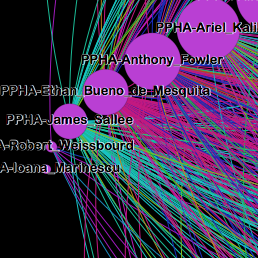 PPHA-Ariel_Kali
PPHA-Anthony_Fowler
PPHA-Ethan_Bueno_de_Mesquita
PPHA-James_Sallee
A-Robert_Weissbourd
A-Ioana_Marinescu